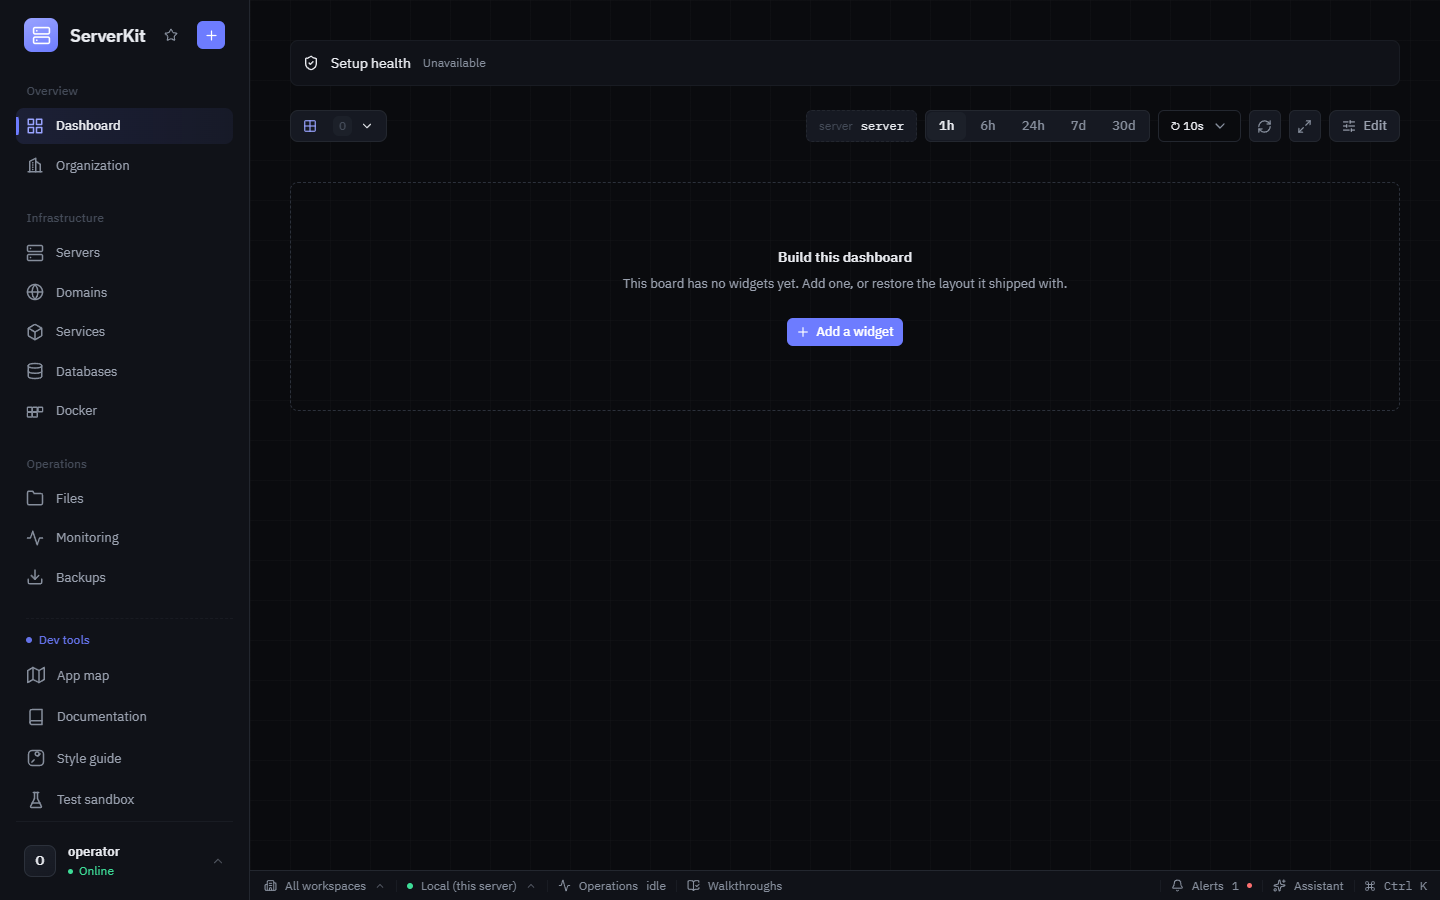 ServerKit
Overview
Dashboard
Organization
Infrastructure
Servers
Domains
Services
Databases
Docker
Operations
Files
Monitoring
Backups
Dev tools
App map
Documentation
Style guide
Test sandbox
O
operator
Online
Setup health Unavailable
0
server server
1h 6h 24h 7d 30d
↻ 10s
Edit
Build this dashboard
This board has no widgets yet. Add one, or restore the layout it shipped with.
Add a widget
All workspaces
Local (this server)
Operations idle
Walkthroughs
Alerts 1
Assistant
⌘ Ctrl K